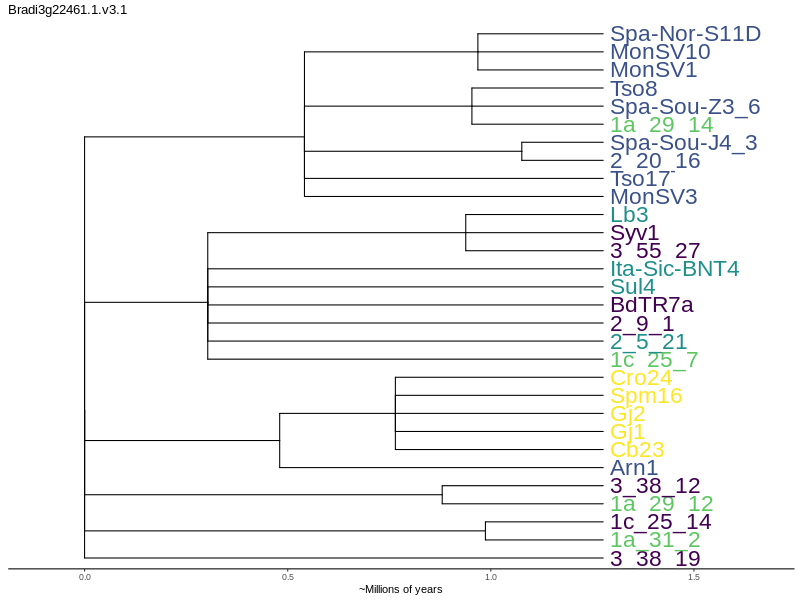 Bradi3g22461.1.v3.1
Spa-Nor-S11D
MonSV10
MonSV1
Tso8
Spa-Sou-Z3_6
1a_29_14
Spa-Sou-J4_3
2_20_16
Tso17
MonSV3
Lb3
Syv1
3_55_27
Ita-Sic-BNT4
Sul4
BdTR7a
2_9_1
2_5_21
1c_25_7
Cro24
Spm16
Gj2
Gj1
Cb23
Arn1
3_38_12
1a_29_12
1c_25_14
1a_31_2
3_38_19
0.0 0.5 1.0 1.5
~Millions of years